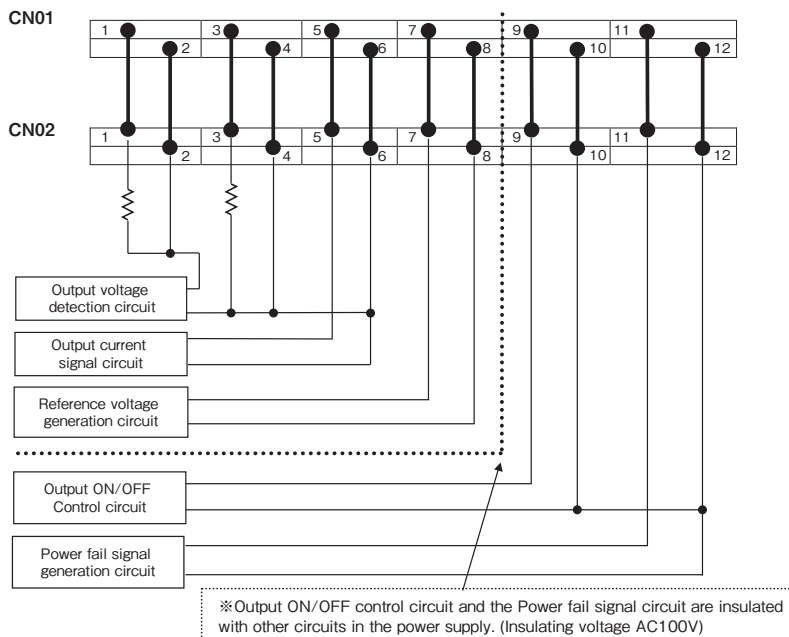 CN01
1 3 5 7 9 11
2 4 6 8 10 12
CN02
1 3 5 7 9 11
2 4 6 8 10 12
Output voltage
detection circuit
Output current
signal circuit
Reference voltage
generation circuit
Output ON/OFF
Control circuit
Power fail signal
generation circuit
※Output ON/OFF control circuit and the Power fail signal circuit are insulated
with other circuits in the power supply. (Insulating voltage AC100V)